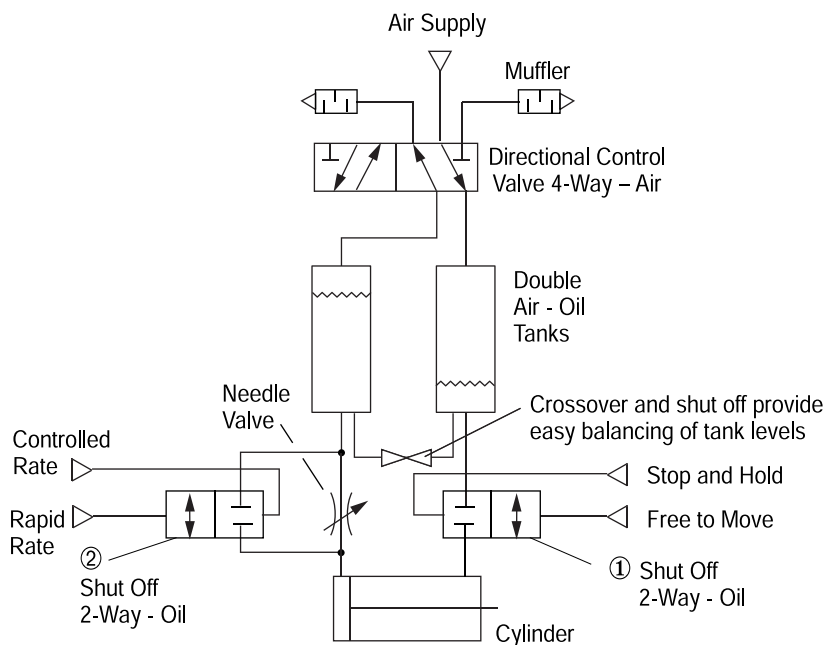 Air Supply
Muffler
Directional Control
Valve 4-Way – Air
Double
Air - Oil
Tanks
Needle
Valve
Crossover and shut off provide
easy balancing of tank levels
Controlled
Rate
Stop and Hold
Rapid
Rate
Free to Move
②
Shut Off
2-Way - Oil
① Shut Off
2-Way - Oil
Cylinder